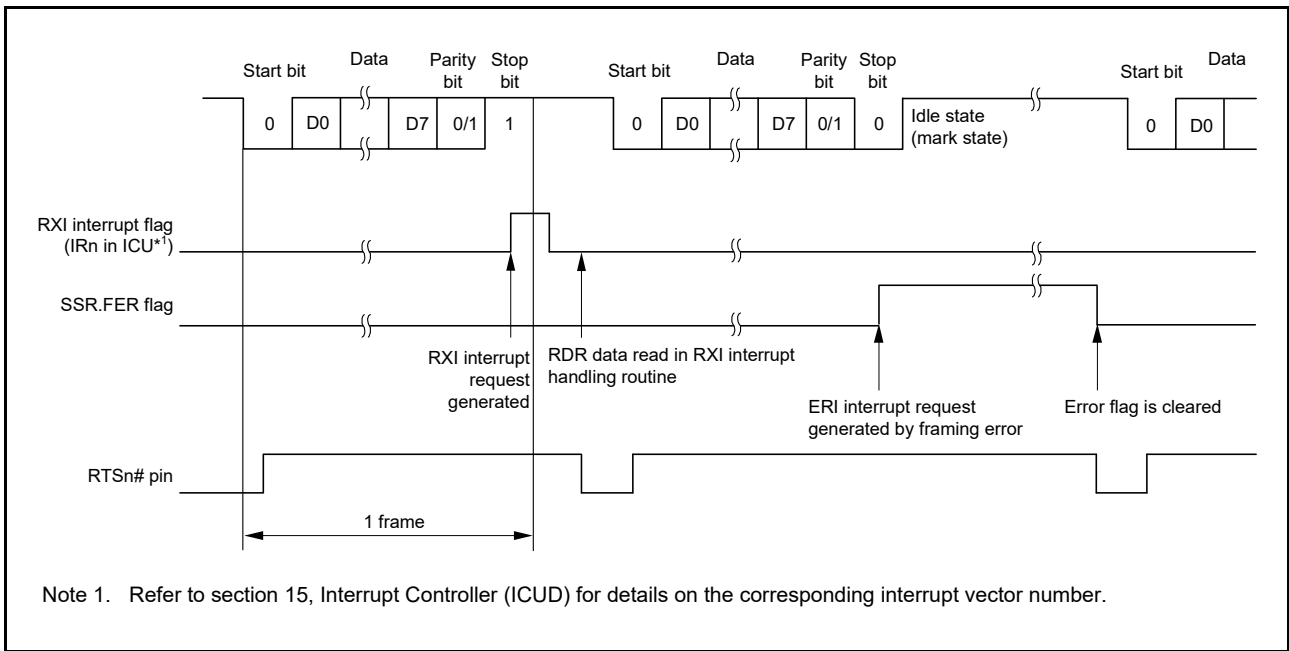 Start bit
Data
Parity bit
Stop bit
Start bit
Data
Parity bit
Stop bit
Start bit
Data
0
D0
D7
0/1
1
0
D0
D7
0/1
0
Idle state
(mark state)
0
D0
RXI interrupt flag
(IRn in ICU*1)
SSR.FER flag
RXI interrupt
request
generated
RDR data read in RXI interrupt
handling routine
ERI interrupt request
generated by framing error
Error flag is cleared
RTSn# pin
1 frame
Note 1. Refer to section 15, Interrupt Controller (ICUD) for details on the corresponding interrupt vector number.